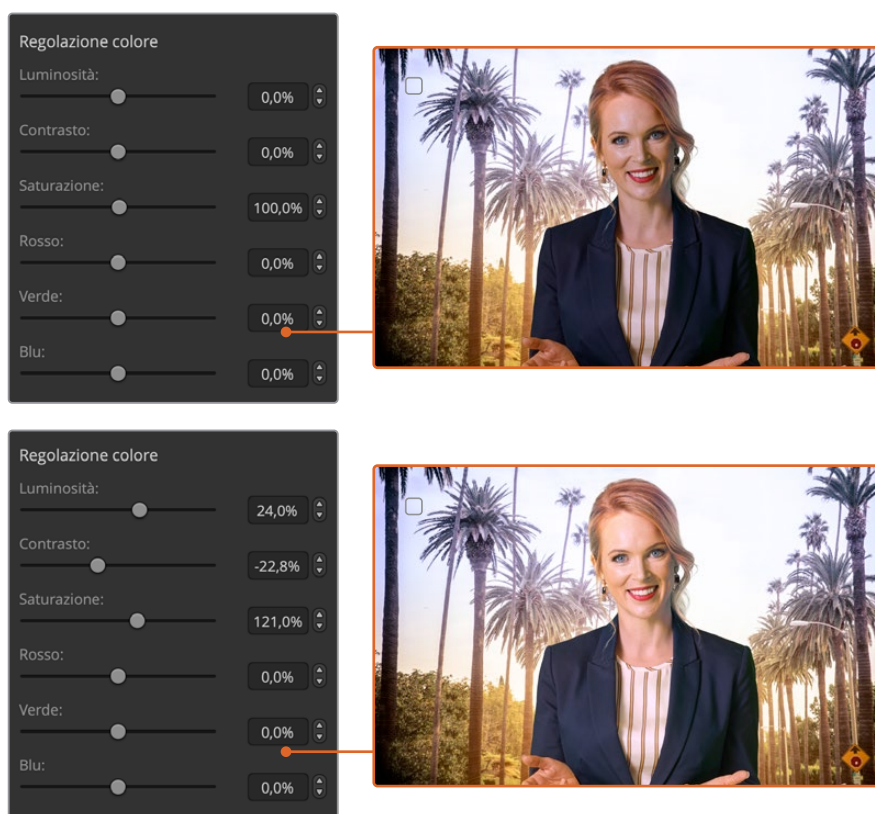 Regolazione colore
Luminosità:
0,0%
Contrasto:
0,0%
Saturazione:
100,0%
Rosso:
0,0%
Verde:
0,0%
Blu:
0,0%
Regolazione colore
Luminosità:
24,0%
Contrasto:
-22,8%
Saturazione:
121,0%
Rosso:
0,0%
Verde:
0,0%
Blu:
0,0%